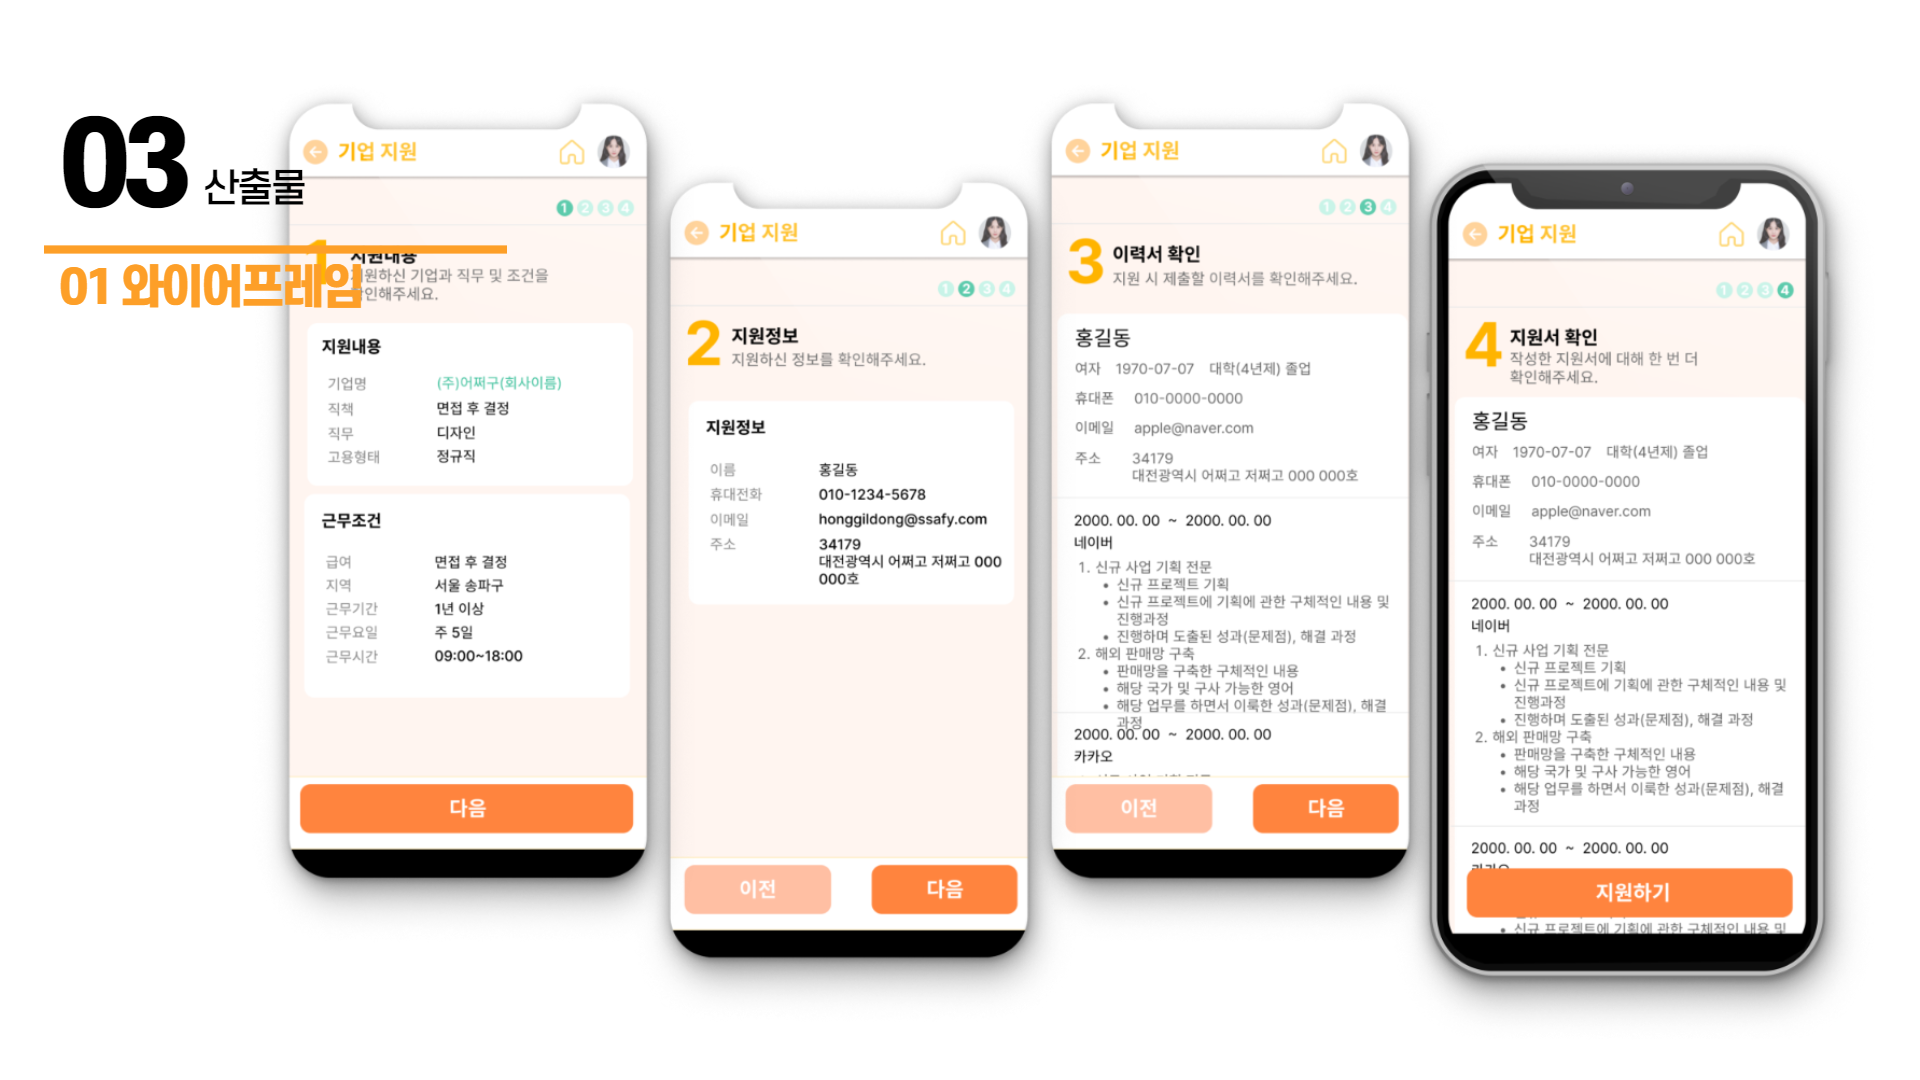 03 산출물
01 와이어프레임
기업 지원
1 2 3 4
1 지원내용
지원하신 기업과 직무 및 조건을
확인해주세요.
지원내용
기업명 (주)어쩌구(회사이름)
직책 면접 후 결정
직무 디자인
고용형태 정규직
근무조건
급여 면접 후 결정
지역 서울 송파구
근무기간 1년 이상
근무요일 주 5일
근무시간 09:00~18:00
다음
기업 지원
1 2 3 4
2 지원정보
지원하신 정보를 확인해주세요.
지원정보
이름 홍길동
휴대전화 010-1234-5678
이메일 honggildong@ssafy.com
주소 34179
대전광역시 어쩌고 저쩌고 000
000호
이전 다음
기업 지원
1 2 3 4
3 이력서 확인
지원 시 제출할 이력서를 확인해주세요.
홍길동
여자 1970-07-07 대학(4년제) 졸업
휴대폰 010-0000-0000
이메일 apple@naver.com
주소 34179
대전광역시 어쩌고 저쩌고 000 000호
2000. 00. 00 ~ 2000. 00. 00
네이버
1. 신규 사업 기획 전문
• 신규 프로젝트 기획
• 신규 프로젝트에 기획에 관한 구체적인 내용 및
진행과정
• 진행하며 도출된 성과(문제점), 해결 과정
2. 해외 판매망 구축
• 판매망을 구축한 구체적인 내용
• 해당 국가 및 구사 가능한 영어
• 해당 업무를 하면서 이룩한 성과(문제점), 해결
과정
2000. 00. 00 ~ 2000. 00. 00
카카오
이전 다음
기업 지원
1 2 3 4
4 지원서 확인
작성한 지원서에 대해 한 번 더
확인해주세요.
홍길동
여자 1970-07-07 대학(4년제) 졸업
휴대폰 010-0000-0000
이메일 apple@naver.com
주소 34179
대전광역시 어쩌고 저쩌고 000 000호
2000. 00. 00 ~ 2000. 00. 00
네이버
1. 신규 사업 기획 전문
• 신규 프로젝트 기획
• 신규 프로젝트에 기획에 관한 구체적인 내용 및
진행과정
• 진행하며 도출된 성과(문제점), 해결 과정
2. 해외 판매망 구축
• 판매망을 구축한 구체적인 내용
• 해당 국가 및 구사 가능한 영어
• 해당 업무를 하면서 이룩한 성과(문제점), 해결
과정
2000. 00. 00 ~ 2000. 00. 00
지원하기
• 신규 프로젝트에 기획에 관한 구체적인 내용 및